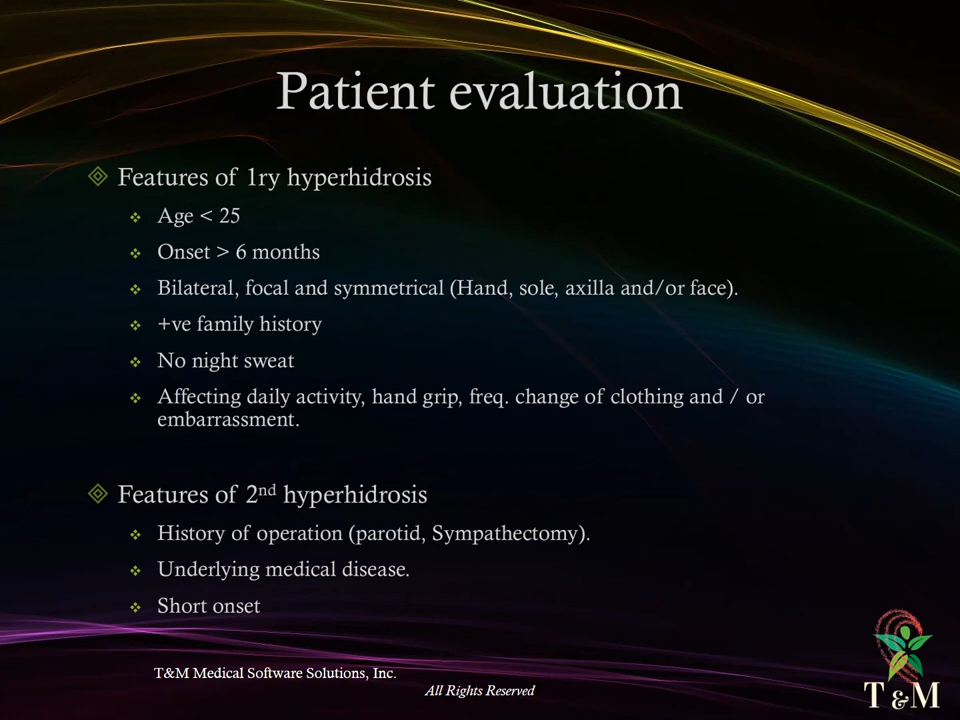 Patient evaluation
Features of 1ry hyperhidrosis
Age < 25
Onset > 6 months
Bilateral, focal and symmetrical (Hand, sole, axilla and/or face).
+ve family history
No night sweat
Affecting daily activity, hand grip, freq. change of clothing and / or
embarrassment.
Features of 2nd hyperhidrosis
History of operation (parotid, Sympathectomy).
Underlying medical disease.
Short onset
T&M Medical Software Solutions, Inc.
All Rights Reserved
T & M